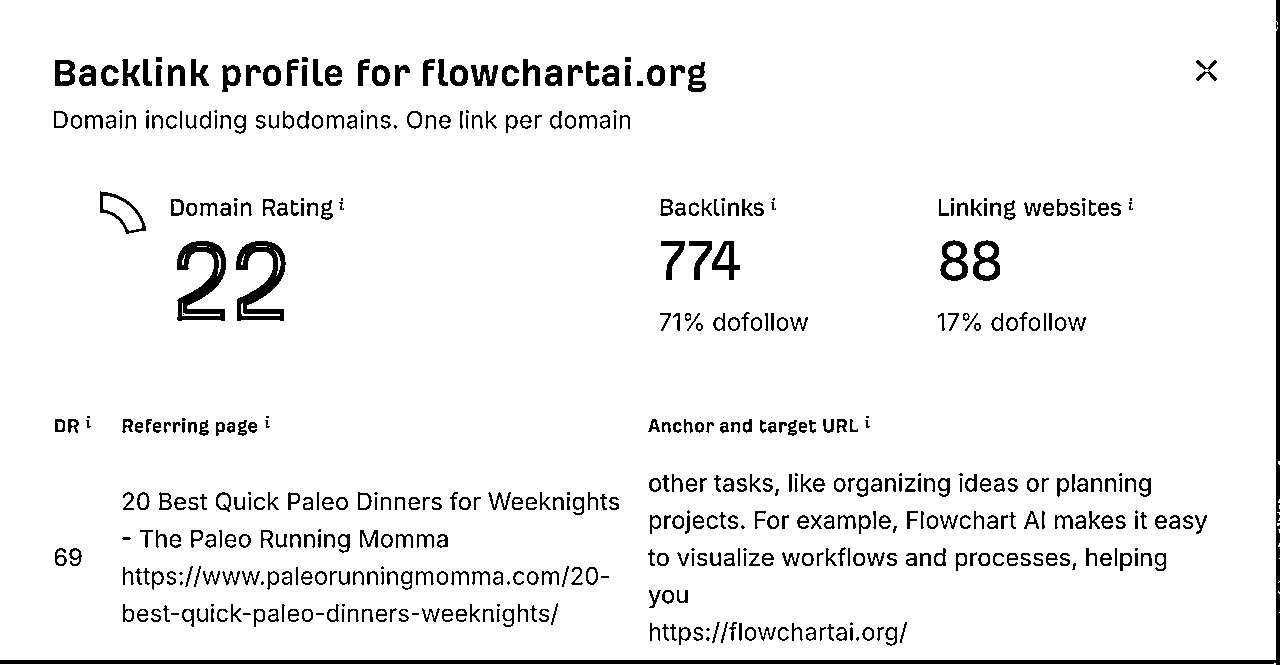 Backlink profile for flowchartai.org
Domain including subdomains. One link per domain
Domain Rating i
22
Backlinks i
774
71% dofollow
Linking websites i
88
17% dofollow
DR i
Referring page i
Anchor and target URL i
69
20 Best Quick Paleo Dinners for Weeknights
- The Paleo Running Momma
https://www.paleorunningmomma.com/20-
best-quick-paleo-dinners-weeknights/
other tasks, like organizing ideas or planning
projects. For example, Flowchart AI makes it easy
to visualize workflows and processes, helping
you
https://flowchartai.org/